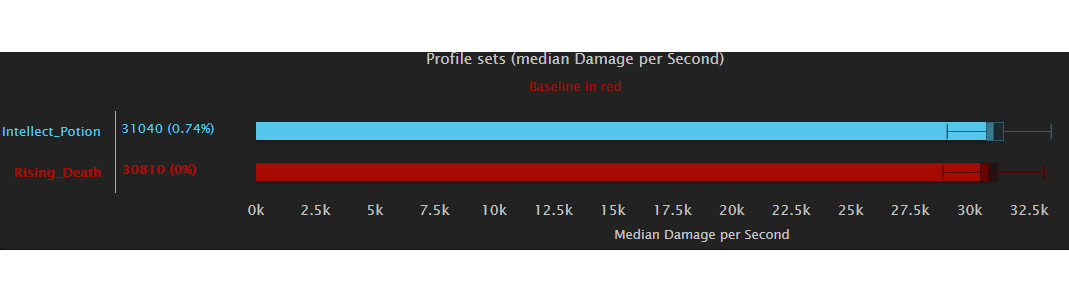 Profile sets (median Damage per Second)
Baseline in red
Intellect_Potion 31040 (0.74%)
Rising_Death 30810 (0%)
0k 2.5k 5k 7.5k 10k 12.5k 15k 17.5k 20k 22.5k 25k 27.5k 30k 32.5k
Median Damage per Second